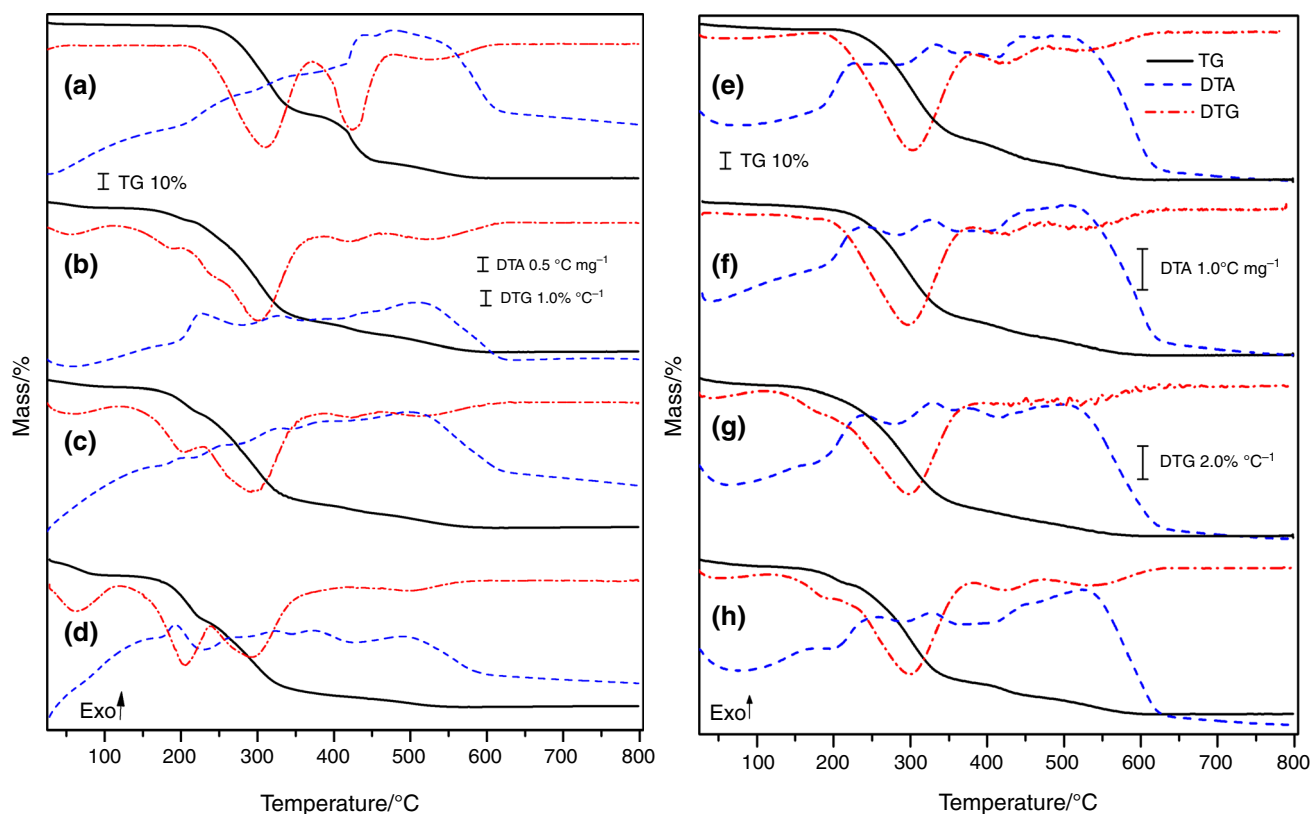 (a)
TG 10%
(b)
DTA 0.5 °C mg⁻¹
DTG 1.0% °C⁻¹
(c)
(d)
Exo
Mass/%
100 200 300 400 500 600 700 800
Temperature/°C
(e)
TG
DTA
DTG
TG 10%
(f)
DTA 1.0°C mg⁻¹
(g)
DTG 2.0% °C⁻¹
(h)
Exo
Mass/%
100 200 300 400 500 600 700 800
Temperature/°C